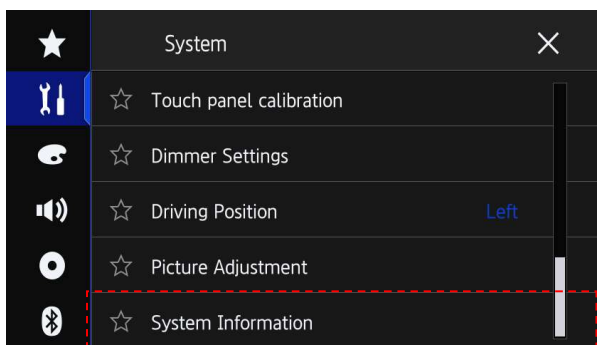 System
Touch panel calibration
Dimmer Settings
Driving Position Left
Picture Adjustment
System Information